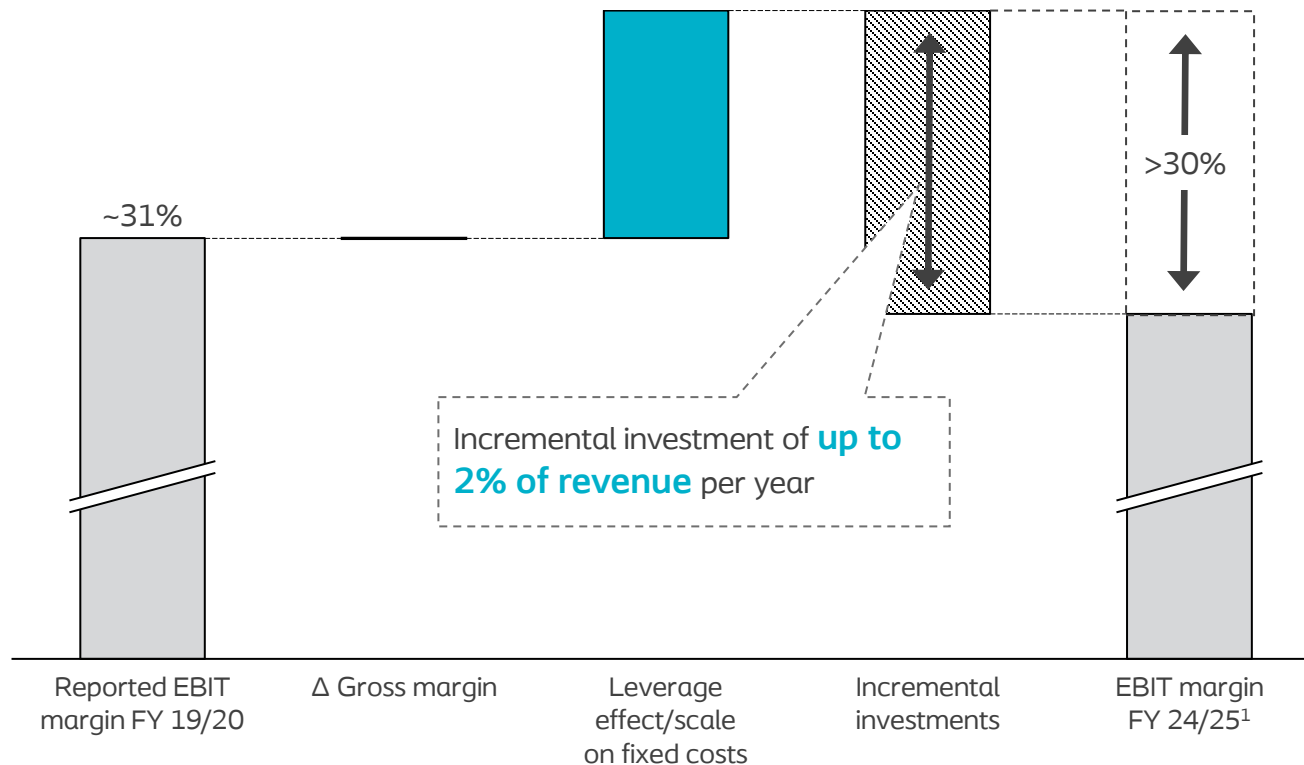 >30%
~31%
Incremental investment of up to
2% of revenue per year
Reported EBIT
margin FY 19/20
Δ Gross margin
Leverage
effect/scale
on fixed costs
Incremental
investments
EBIT margin
FY 24/25¹